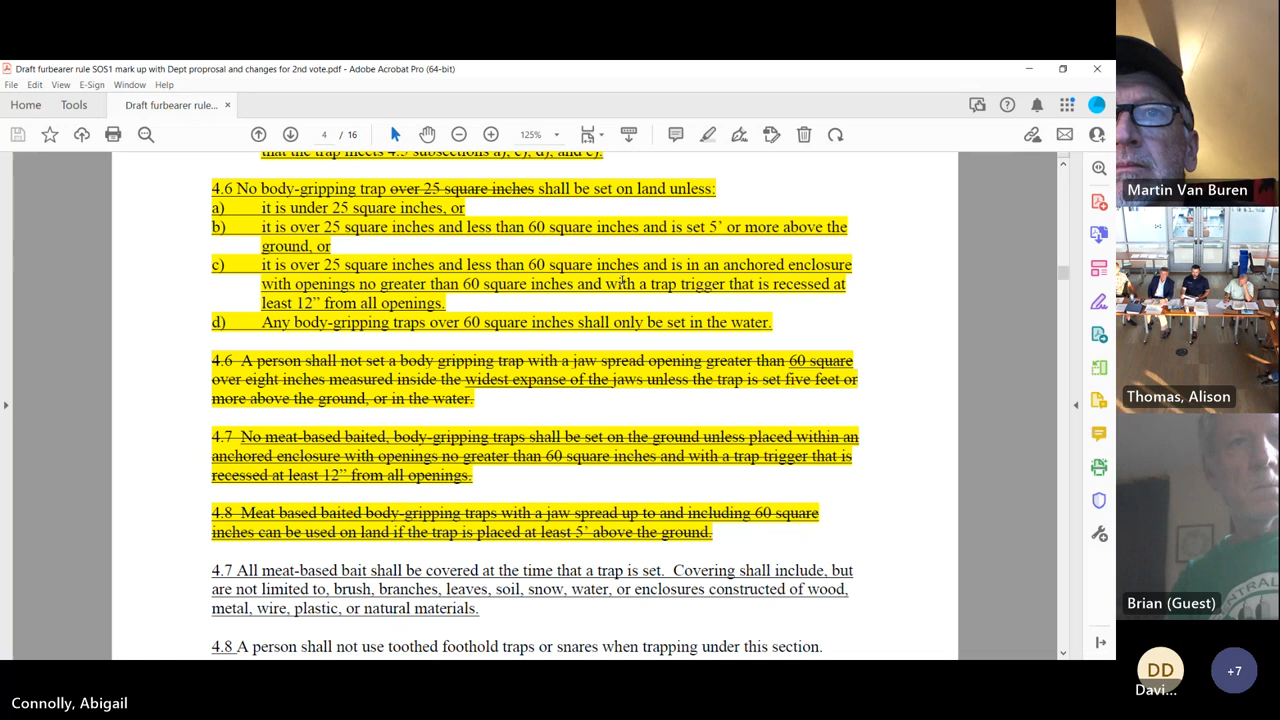 Draft furbearer rule SOS1 mark up with Dept proprosal and changes for 2nd vote.pdf - Adobe Acrobat Pro (64-bit)
File Edit View E-Sign Window Help
Home Tools Draft furbearer rule... ×
4 / 16 125%
that the trap meets 4.5 subsections a), c), d), and e).
4.6 No body-gripping trap over 25 square inches shall be set on land unless:
a) it is under 25 square inches, or
b) it is over 25 square inches and less than 60 square inches and is set 5’ or more above the
ground, or
c) it is over 25 square inches and less than 60 square inches and is in an anchored enclosure
with openings no greater than 60 square inches and with a trap trigger that is recessed at
least 12” from all openings.
d) Any body-gripping traps over 60 square inches shall only be set in the water.
4.6 A person shall not set a body gripping trap with a jaw spread opening greater than 60 square
over eight inches measured inside the widest expanse of the jaws unless the trap is set five feet or
more above the ground, or in the water.
4.7 No meat-based baited, body-gripping traps shall be set on the ground unless placed within an
anchored enclosure with openings no greater than 60 square inches and with a trap trigger that is
recessed at least 12” from all openings.
4.8 Meat based baited body-gripping traps with a jaw spread up to and including 60 square
inches can be used on land if the trap is placed at least 5’ above the ground.
4.7 All meat-based bait shall be covered at the time that a trap is set. Covering shall include, but
are not limited to, brush, branches, leaves, soil, snow, water, or enclosures constructed of wood,
metal, wire, plastic, or natural materials.
4.8 A person shall not use toothed foothold traps or snares when trapping under this section.
Martin Van Buren
Thomas, Alison
Brian (Guest)
DD
Davi...
+7
Connolly, Abigail